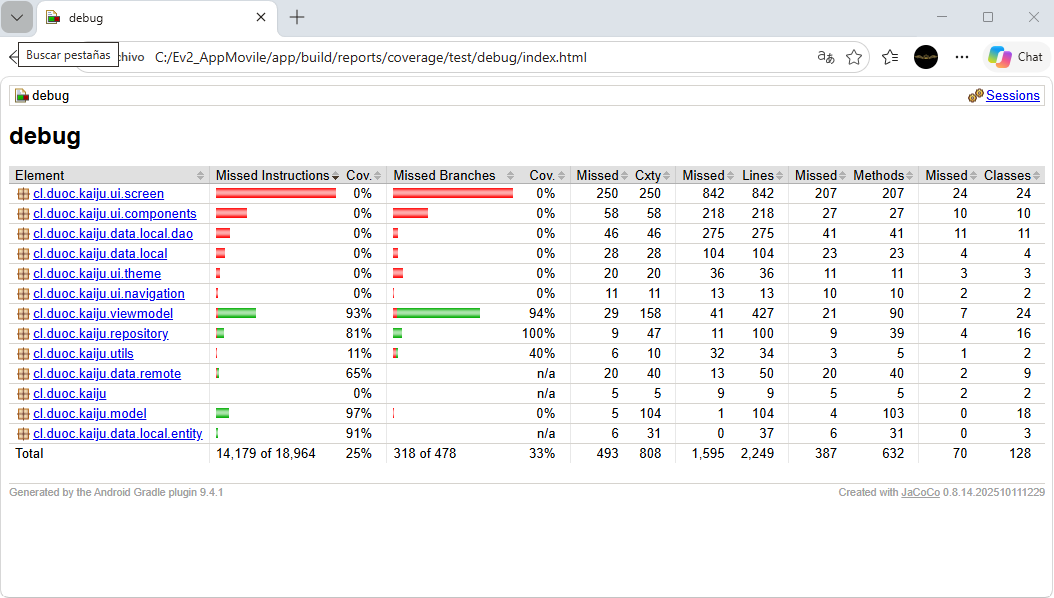 debug
Buscar pestañas
chivo C:/Ev2_AppMovile/app/build/reports/coverage/test/debug/index.html
Chat
debug Sessions
debug
Element Missed Instructions Cov. Missed Branches Cov. Missed Cxty Missed Lines Missed Methods Missed Classes
cl.duoc.kaiju.ui.screen 0% 0% 250 250 842 842 207 207 24 24
cl.duoc.kaiju.ui.components 0% 0% 58 58 218 218 27 27 10 10
cl.duoc.kaiju.data.local.dao 0% 0% 46 46 275 275 41 41 11 11
cl.duoc.kaiju.data.local 0% 0% 28 28 104 104 23 23 4 4
cl.duoc.kaiju.ui.theme 0% 0% 20 20 36 36 11 11 3 3
cl.duoc.kaiju.ui.navigation 0% 0% 11 11 13 13 10 10 2 2
cl.duoc.kaiju.viewmodel 93% 94% 29 158 41 427 21 90 7 24
cl.duoc.kaiju.repository 81% 100% 9 47 11 100 9 39 4 16
cl.duoc.kaiju.utils 11% 40% 6 10 32 34 3 5 1 2
cl.duoc.kaiju.data.remote 65% n/a 20 40 13 50 20 40 2 9
cl.duoc.kaiju 0% n/a 5 5 9 9 5 5 2 2
cl.duoc.kaiju.model 97% 0% 5 104 1 104 4 103 0 18
cl.duoc.kaiju.data.local.entity 91% n/a 6 31 0 37 6 31 0 3
Total 14,179 of 18,964 25% 318 of 478 33% 493 808 1,595 2,249 387 632 70 128
Generated by the Android Gradle plugin 9.4.1 Created with JaCoCo 0.8.14.202510111229